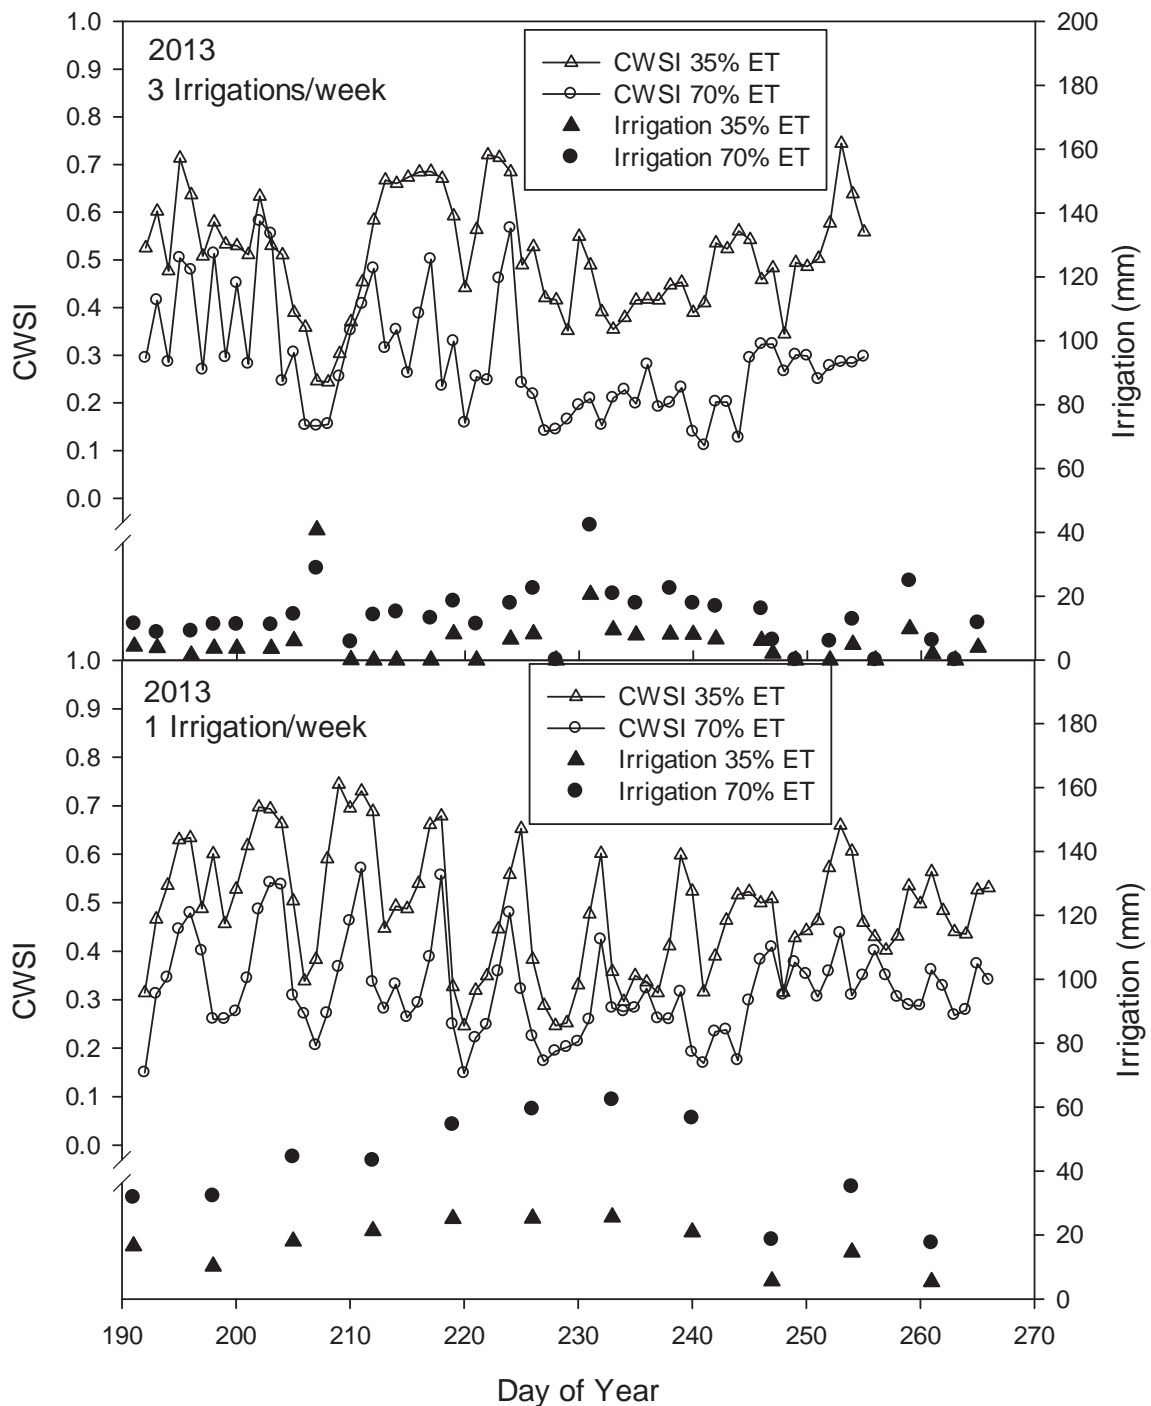 2013
3 Irrigations/week
CWSI 35% ET
CWSI 70% ET
Irrigation 35% ET
Irrigation 70% ET
1.0
0.9
0.8
0.7
0.6
0.5
0.4
0.3
0.2
0.1
0.0
CWSI
200
180
160
140
120
100
80
60
40
20
0
Irrigation (mm)
2013
1 Irrigation/week
CWSI 35% ET
CWSI 70% ET
Irrigation 35% ET
Irrigation 70% ET
1.0
0.9
0.8
0.7
0.6
0.5
0.4
0.3
0.2
0.1
0.0
CWSI
180
160
140
120
100
80
60
40
20
0
Irrigation (mm)
190 200 210 220 230 240 250 260 270
Day of Year